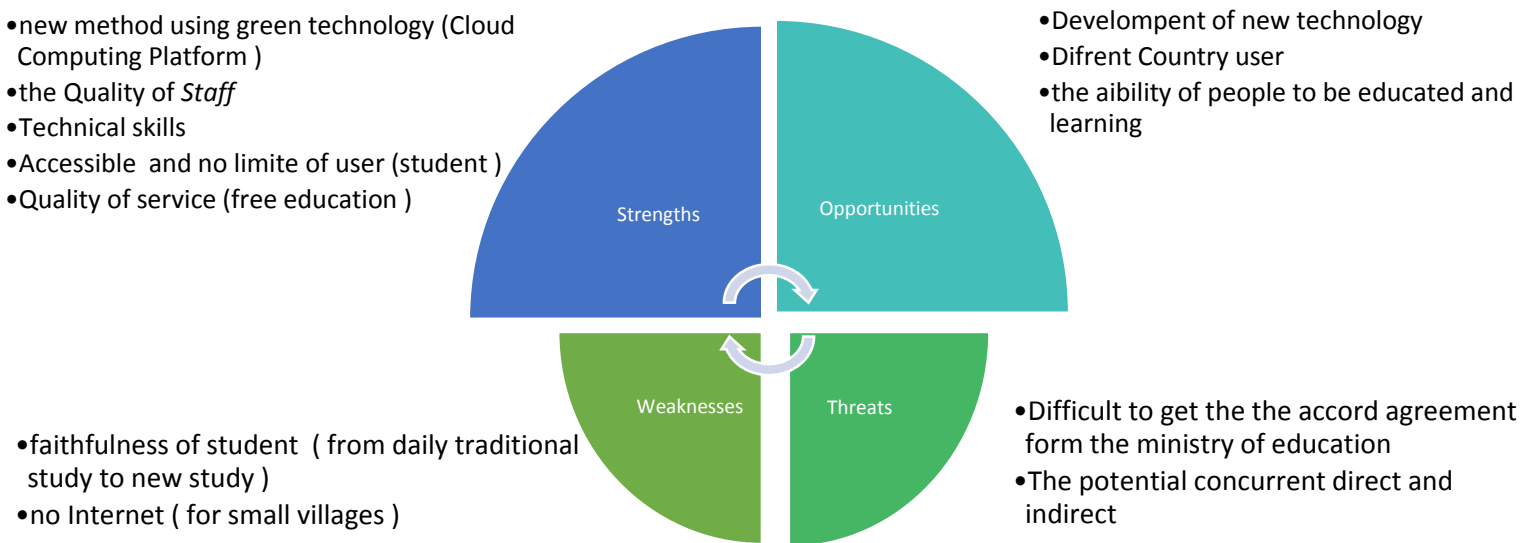 •new method using green technology (Cloud
Computing Platform )
•the Quality of Staff
•Technical skills
•Accessible and no limite of user (student )
•Quality of service (free education )
•Develompent of new technology
•Difrent Country user
•the aibility of people to be educated and
learning
Strengths
Opportunities
Weaknesses
Threats
•faithfulness of student ( from daily traditional
study to new study )
•no Internet ( for small villages )
•Difficult to get the the accord agreement
form the ministry of education
•The potential concurrent direct and
indirect